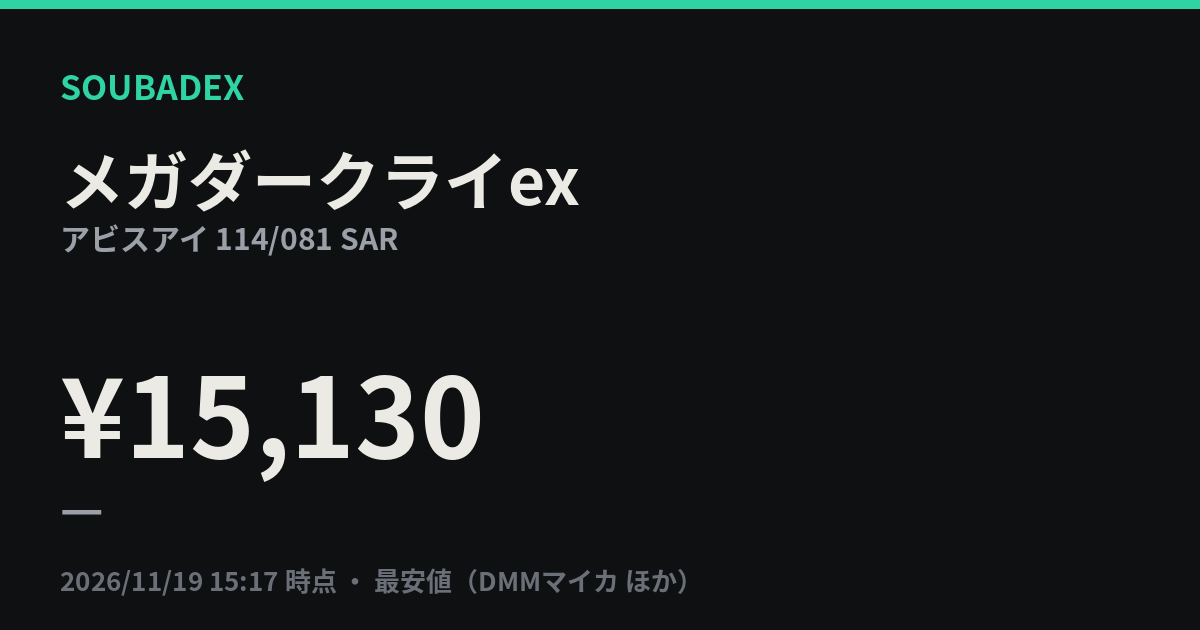 SOUBADEX
メガダークライex
アビスアイ 114/081 SAR
¥15,130
—
2026/11/19 15:17 時点 ・ 最安値（DMMマイカ ほか）